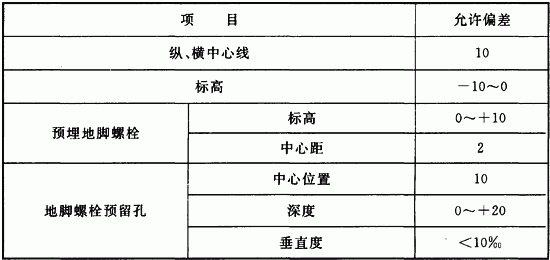 项 目 允许偏差
纵、横中心线 10
标高 －10～0
预埋地脚螺栓 标高 0～＋10
中心距 2
地脚螺栓预留孔 中心位置 10
深度 0～＋20
垂直度 ＜10‰